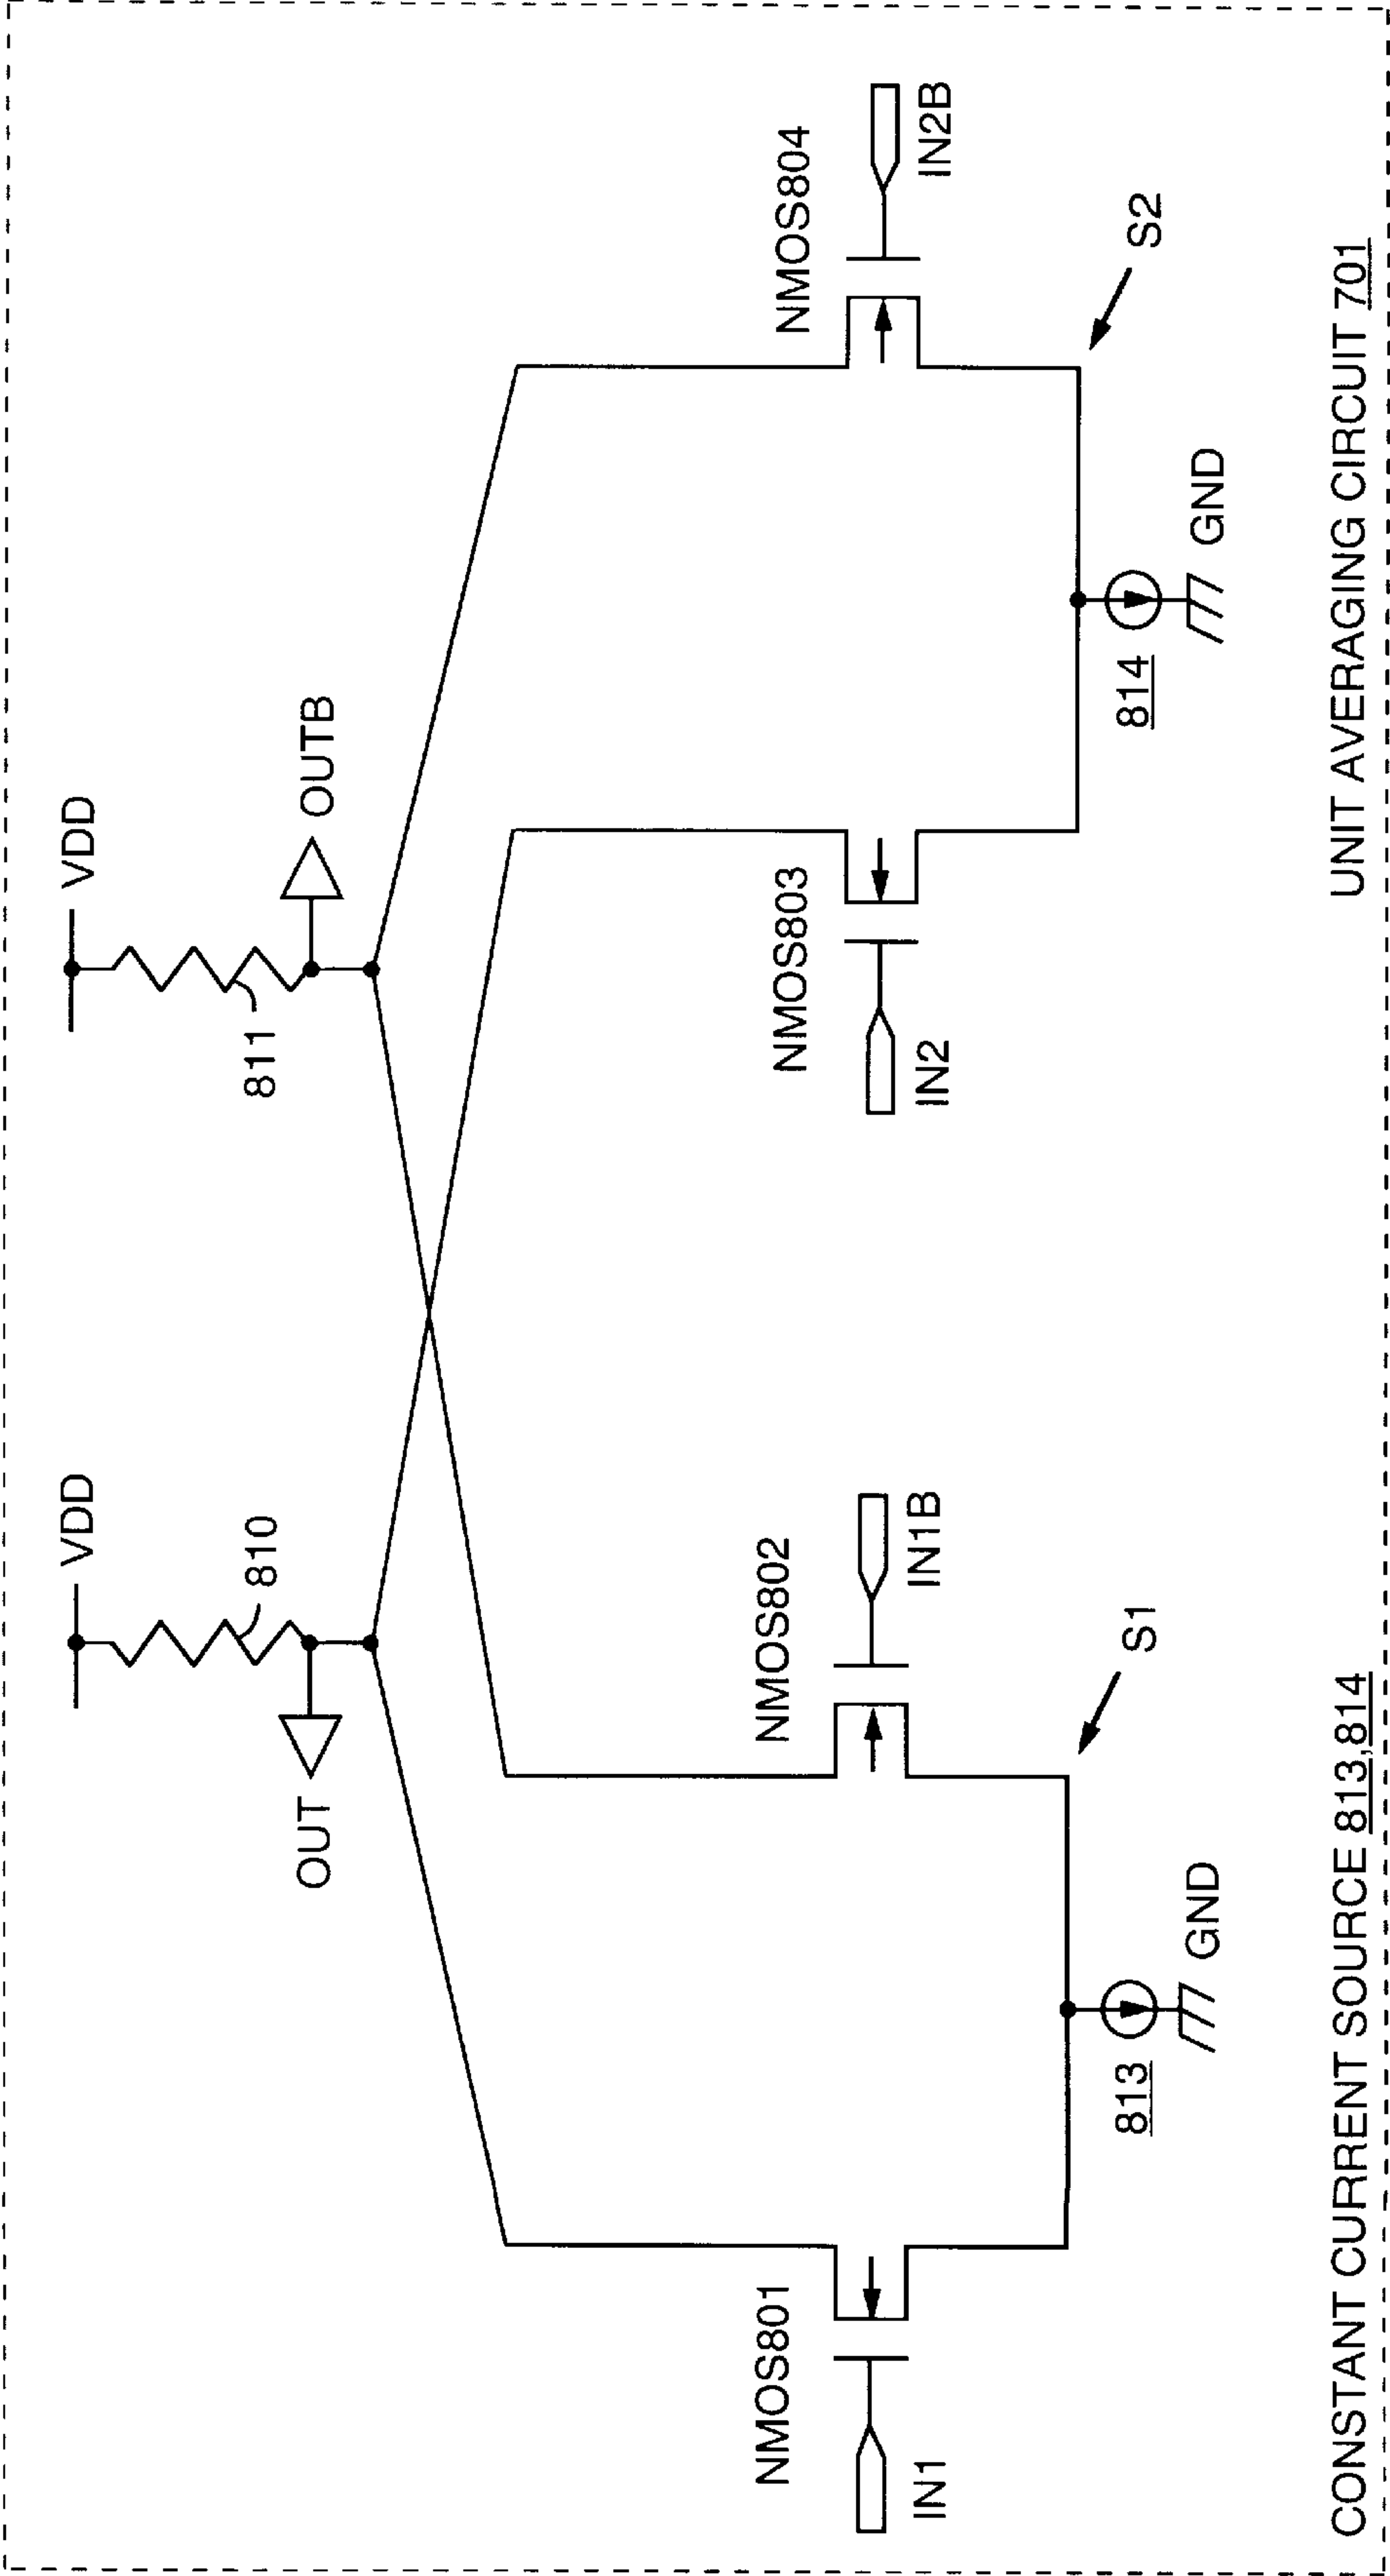 VDD
VDD
810
811
OUT
OUTB
NMOS801
NMOS802
NMOS803
NMOS804
IN1
IN1B
IN2
IN2B
S1
S2
813
814
GND
GND
CONSTANT CURRENT SOURCE 813,814
UNIT AVERAGING CIRCUIT 701